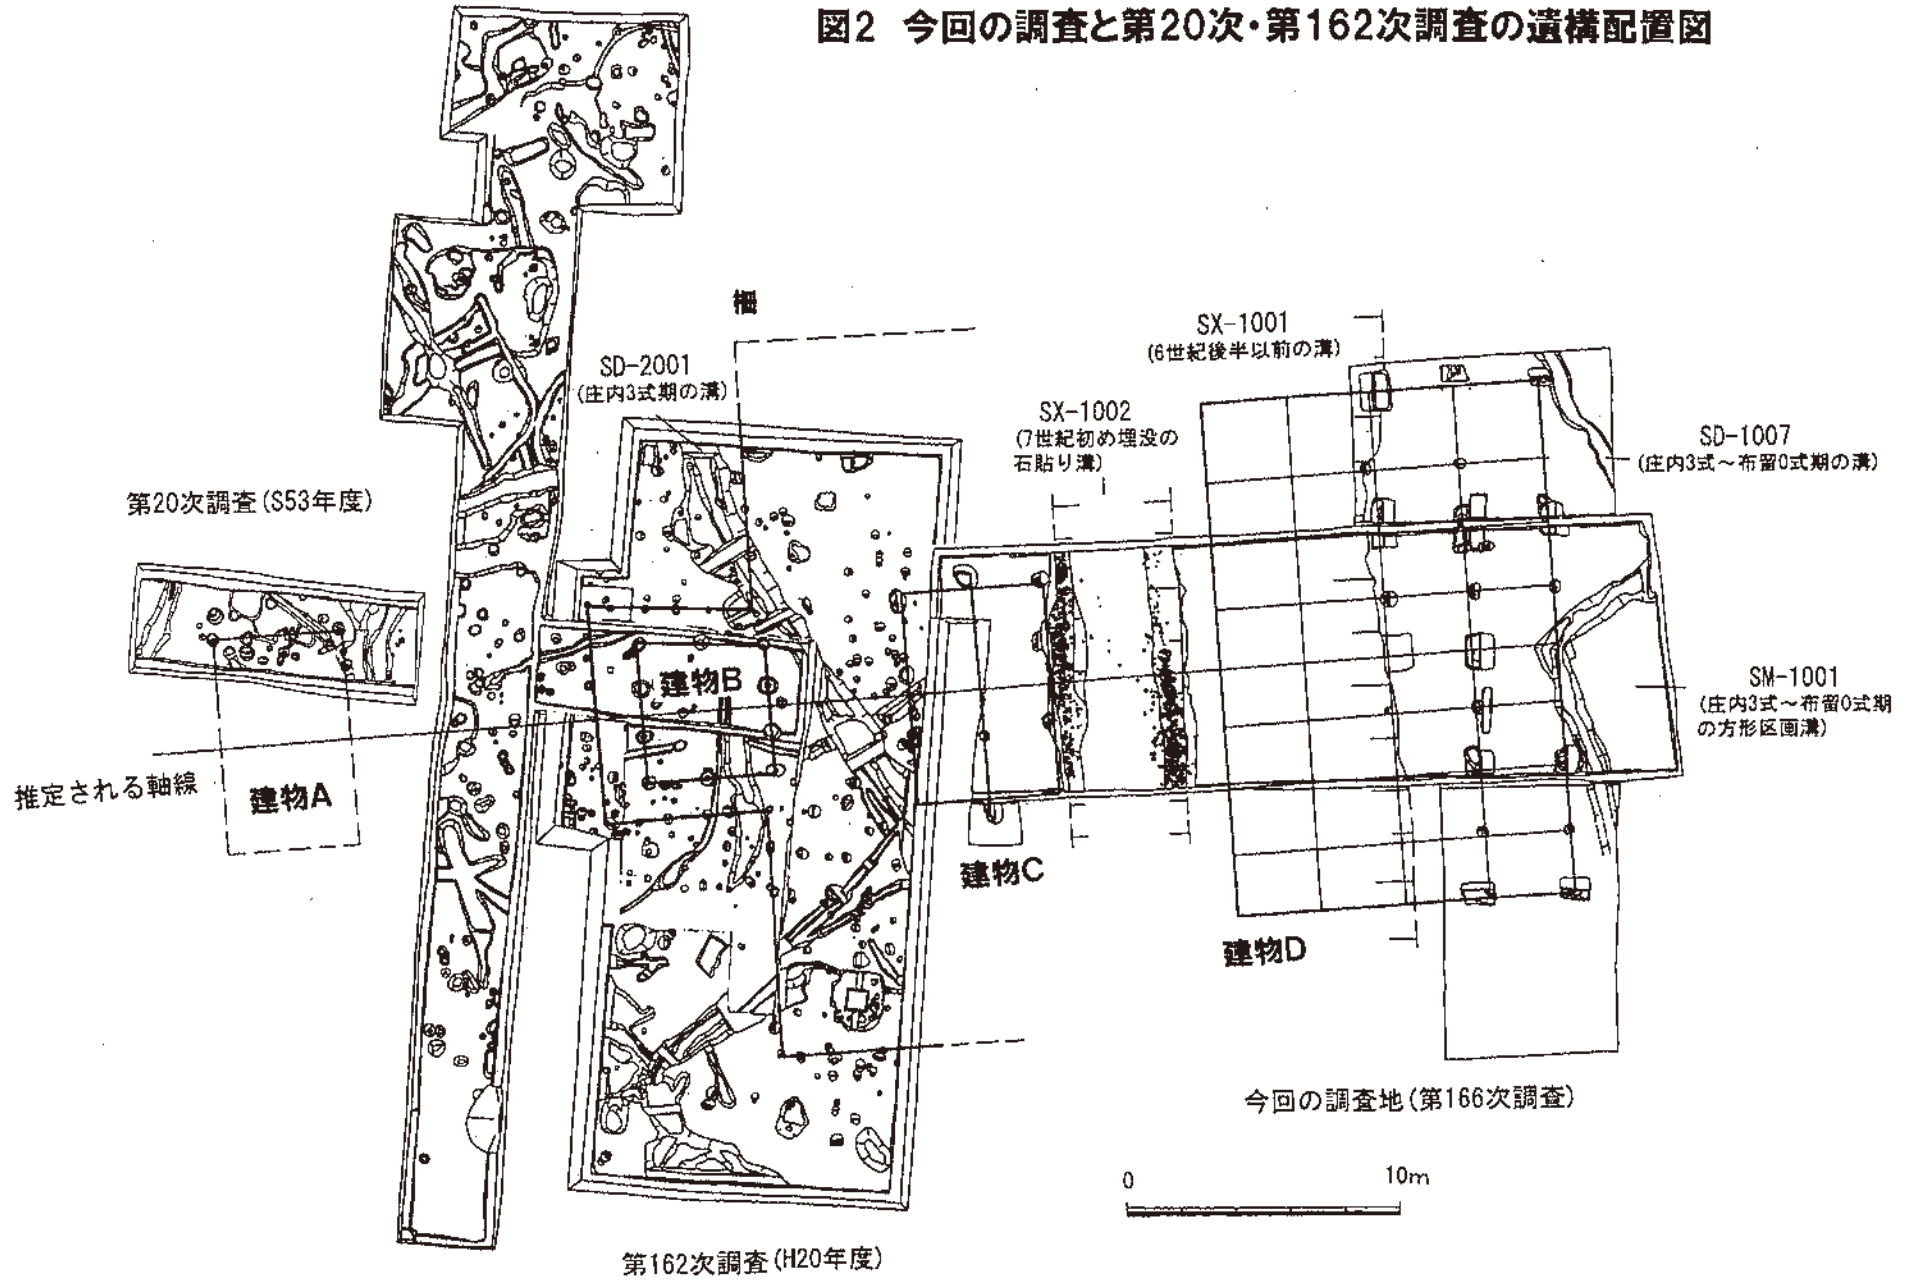 図2 今回の調査と第20次・第162次調査の遺構配置図
柵
SX-1001
(6世紀後半以前の溝)
SD-2001
(庄内3式期の溝)
SX-1002
(7世紀初め埋没の
石貼り溝)
SD-1007
(庄内3式～布留0式期の溝)
第20次調査(S53年度)
建物B
SM-1001
(庄内3式～布留0式期
の方形区画溝)
推定される軸線
建物A
建物C
建物D
今回の調査地(第166次調査)
0
10m
第162次調査(H20年度)